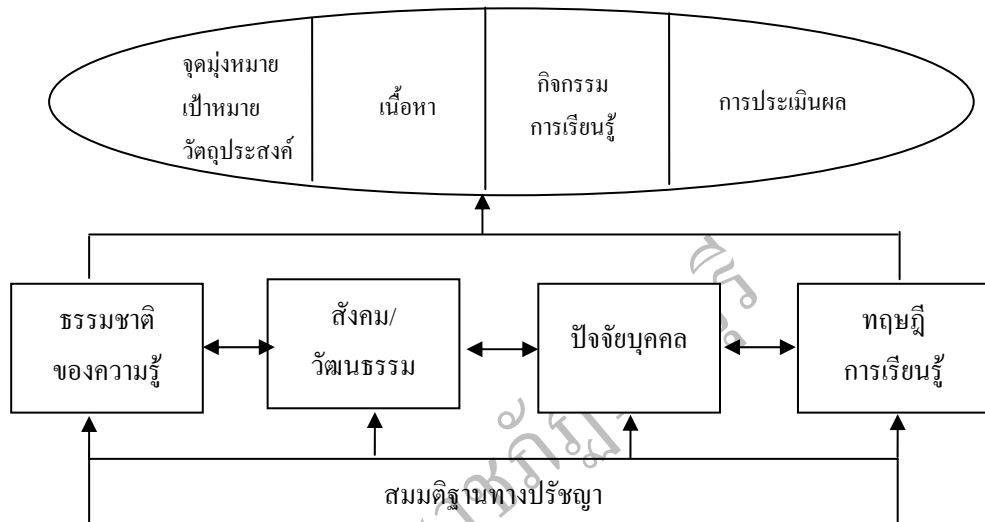 จุดมุ่งหมาย
เป้าหมาย
วัตถุประสงค์
เนื้อหา
กิจกรรม
การเรียนรู้
การประเมินผล
ธรรมชาติ
ของความรู้
สังคม/
วัฒนธรรม
ปัจจัยบุคคล
ทฤษฎี
การเรียนรู้
สมมติฐานทางปรัชญา